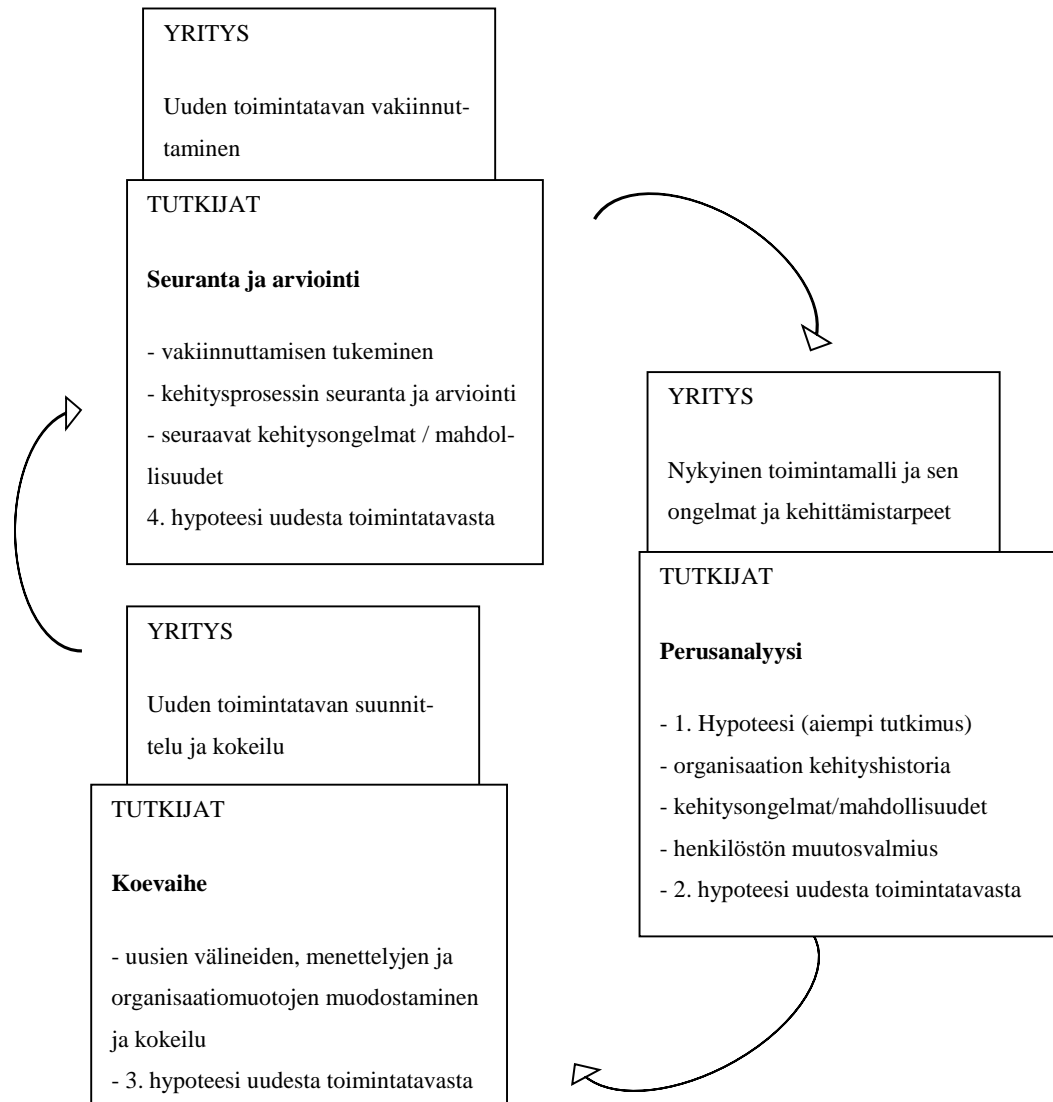 YRITYS
Uuden toimintatavan vakiinnut-
taminen
TUTKIJAT
Seuranta ja arviointi
- vakiinnuttamisen tukeminen
- kehitysprosessin seuranta ja arviointi
- seuraavat kehitysongelmat / mahdol-
lisuudet
4. hypoteesi uudesta toimintatavasta
YRITYS
Nykyinen toimintamalli ja sen
ongelmat ja kehittämistarpeet
TUTKIJAT
Perusanalyysi
- 1. Hypoteesi (aiempi tutkimus)
- organisaation kehityshistoria
- kehitysongelmat/mahdollisuudet
- henkilöstön muutosvalmius
- 2. hypoteesi uudesta toimintatavasta
YRITYS
Uuden toimintatavan suunnit-
telu ja kokeilu
TUTKIJAT
Koevaihe
- uusien välineiden, menettelyjen ja
organisaatiomuotojen muodostaminen
ja kokeilu
- 3. hypoteesi uudesta toimintatavasta